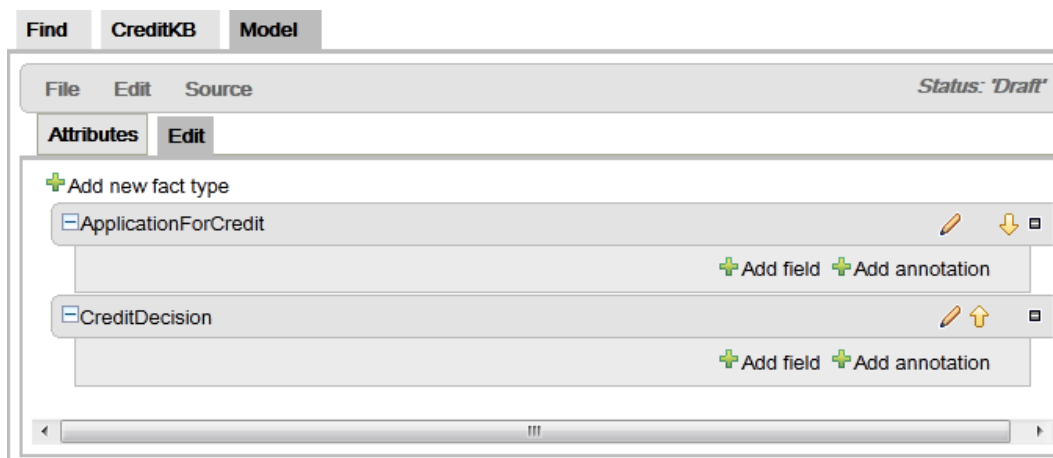 Find CreditKB Model
File Edit Source Status: 'Draft'
Attributes Edit
Add new fact type
ApplicationForCredit
Add field Add annotation
CreditDecision
Add field Add annotation